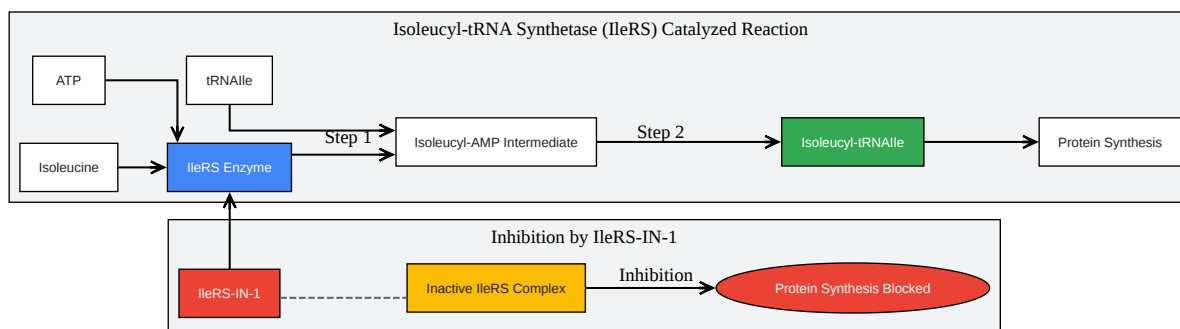 Isoleucyl-tRNA Synthetase (IleRS) Catalyzed Reaction
ATP
tRNAIle
Step 1
Isoleucyl-AMP Intermediate
Step 2
Isoleucyl-tRNAIle
Protein Synthesis
Isoleucine
IleRS Enzyme
Inhibition by IleRS-IN-1
IleRS-IN-1
Inactive IleRS Complex
Inhibition
Protein Synthesis Blocked